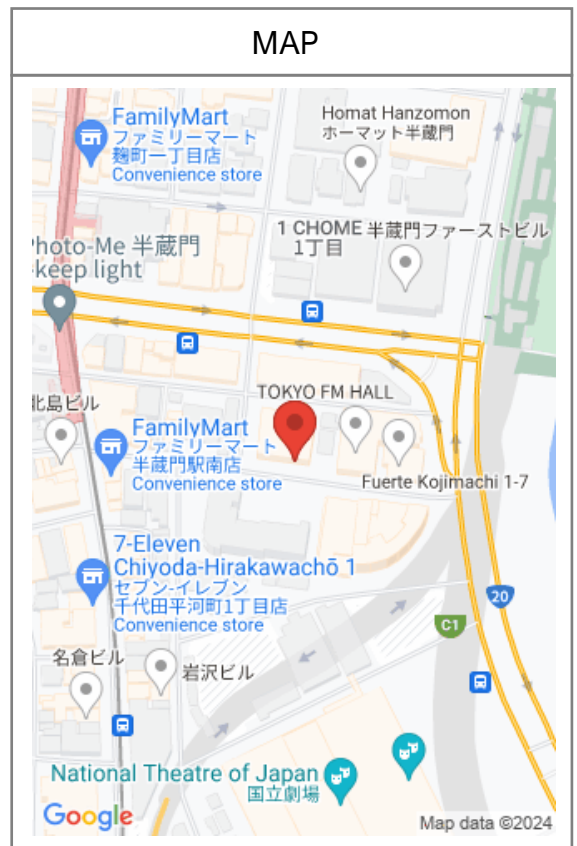 MAP
FamilyMart
ファミリーマート
麹町一丁目店
Convenience store
Homat Hanzomon
ホーマット半蔵門
1 CHOME
1丁目
半蔵門ファーストビル
Photo-Me 半蔵門
-keep light
TOKYO FM HALL
北島ビル
FamilyMart
ファミリーマート
半蔵門駅南店
Convenience store
Fuerte Kojimachi 1-7
7-Eleven
Chiyoda-Hirakawachō 1
セブン-イレブン
千代田平河町1丁目店
Convenience store
20
C1
名倉ビル
岩沢ビル
National Theatre of Japan
国立劇場
Google
Map data ©2024